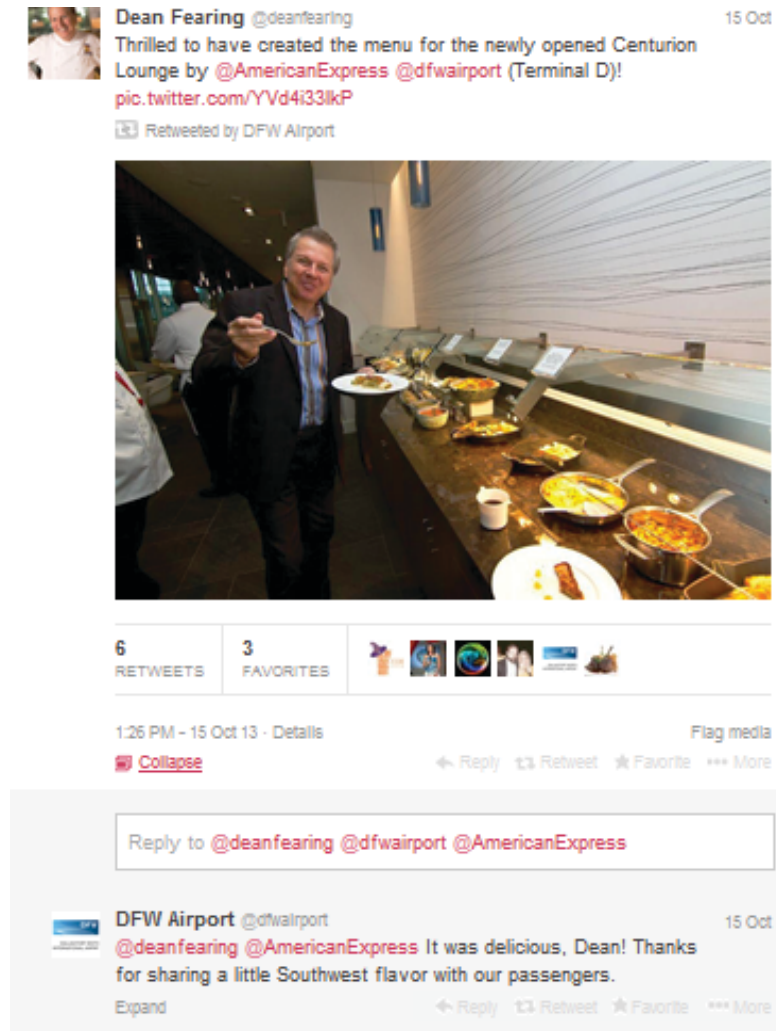 Dean Fearing @deanfearing 15 Oct
Thrilled to have created the menu for the newly opened Centurion
Lounge by @AmericanExpress @dfwairport (Terminal D)!
pic.twitter.com/YVd4i33lkP
Retweeted by DFW Airport
6
RETWEETS
3
FAVORITES
1:26 PM - 15 Oct 13 · Details Flag media
Collapse Reply Retweet Favorite More
Reply to @deanfearing @dfwairport @AmericanExpress
DFW Airport @dfwairport 15 Oct
@deanfearing @AmericanExpress It was delicious, Dean! Thanks
for sharing a little Southwest flavor with our passengers.
Expand Reply Retweet Favorite More